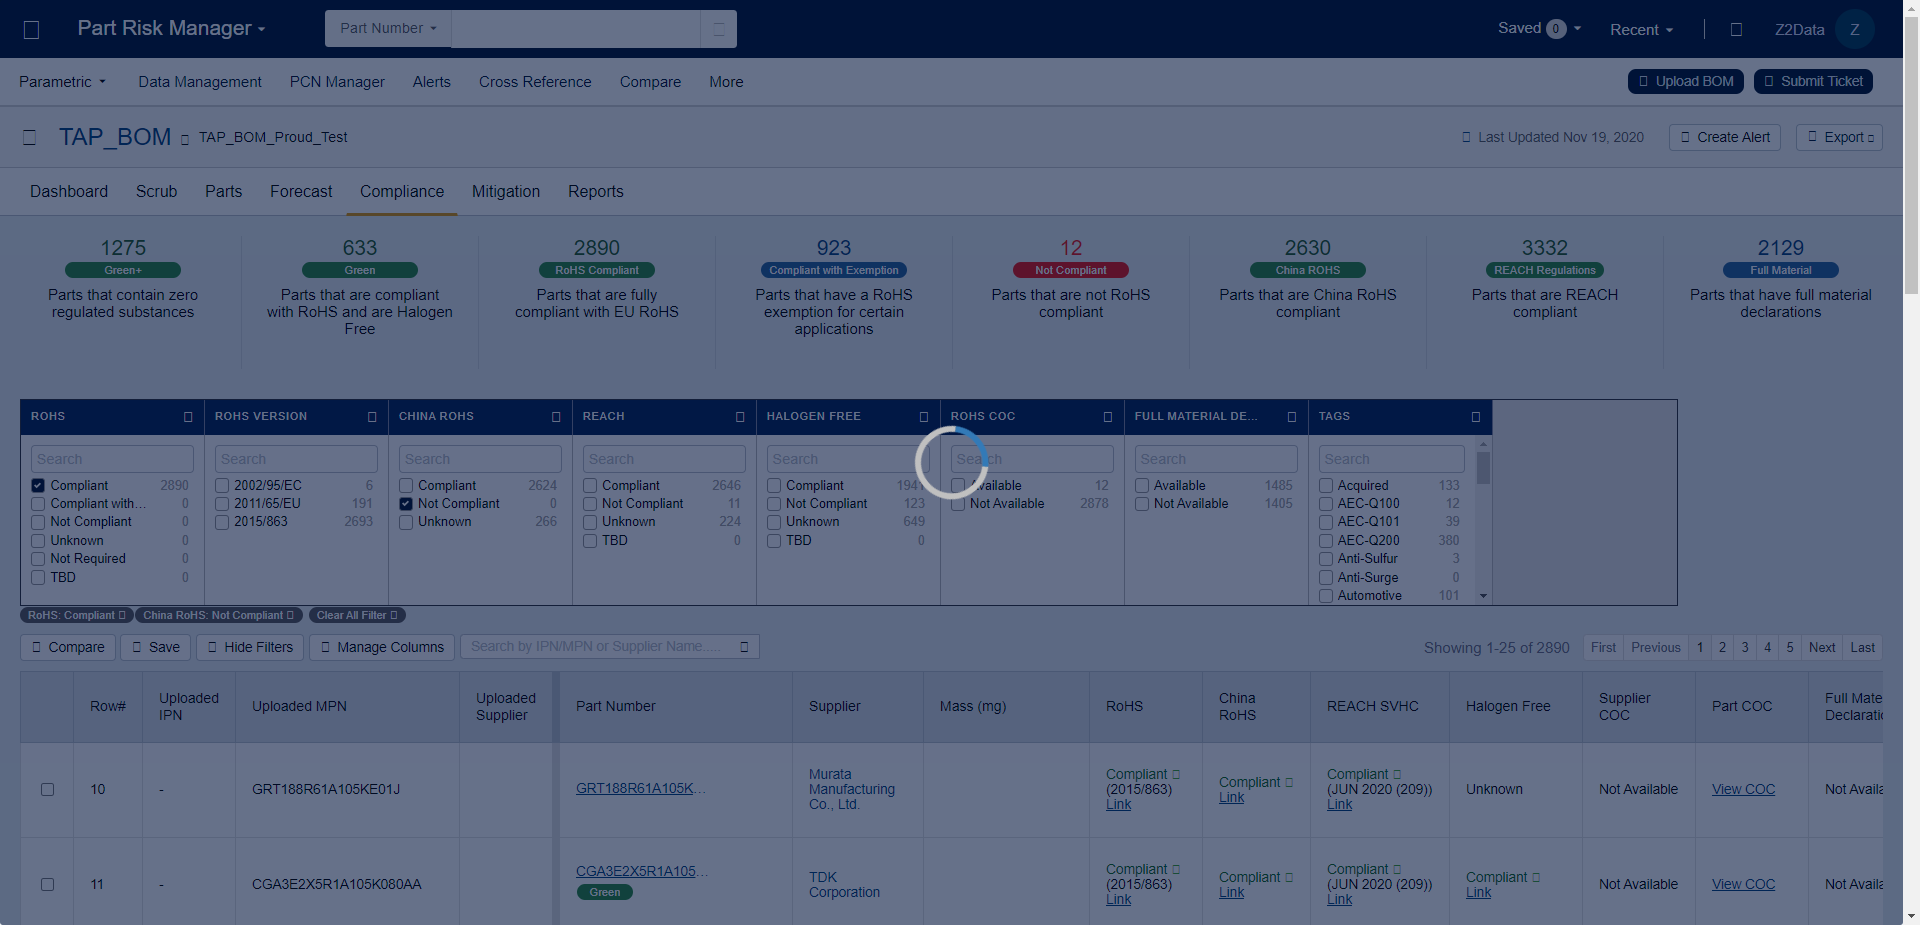 Part Risk Manager
Part Number
Saved 0
Recent
Z2Data
Z
Parametric
Data Management
PCN Manager
Alerts
Cross Reference
Compare
More
Upload BOM
Submit Ticket
TAP_BOM
TAP_BOM_Proud_Test
Last Updated Nov 19, 2020
Create Alert
Export
Dashboard
Scrub
Parts
Forecast
Compliance
Mitigation
Reports
1275
Green+
Parts that contain zero
regulated substances
633
Green
Parts that are compliant
with RoHS and are Halogen
Free
2890
RoHS Compliant
Parts that are fully
compliant with EU RoHS
923
Compliant with Exemption
Parts that have a RoHS
exemption for certain
applications
12
Not Compliant
Parts that are not RoHS
compliant
2630
China ROHS
Parts that are China RoHS
compliant
3332
REACH Regulations
Parts that are REACH
compliant
2129
Full Material
Parts that have full material
declarations
ROHS
Search
Compliant 2890
Compliant with... 0
Not Compliant 0
Unknown 0
Not Required 0
TBD 0
ROHS VERSION
Search
2002/95/EC 6
2011/65/EU 191
2015/863 2693
CHINA ROHS
Search
Compliant 2624
Not Compliant 0
Unknown 266
REACH
Search
Compliant 2646
Not Compliant 11
Unknown 224
TBD 0
HALOGEN FREE
Search
Compliant
Not Compliant 123
Unknown 649
TBD 0
ROHS COC
Search
Available 12
Not Available 2878
FULL MATERIAL DE...
Search
Available 1485
Not Available 1405
TAGS
Search
Acquired 133
AEC-Q100 12
AEC-Q101 39
AEC-Q200 380
Anti-Sulfur 3
Anti-Surge 0
Automotive 101
RoHS: Compliant
China RoHS: Not Compliant
Clear All Filter
Compare
Save
Hide Filters
Manage Columns
Search by IPN/MPN or Supplier Name.....
Showing 1-25 of 2890
First Previous 1 2 3 4 5 Next Last
Row#
Uploaded
IPN
Uploaded MPN
Uploaded
Supplier
Part Number
Supplier
Mass (mg)
RoHS
China
RoHS
REACH SVHC
Halogen Free
Supplier
COC
Part COC
Full Mate
Declaratic
10
-
GRT188R61A105KE01J
GRT188R61A105K...
Murata
Manufacturing
Co., Ltd.
Compliant
(2015/863)
Link
Compliant
Link
Compliant
(JUN 2020 (209))
Link
Unknown
Not Available
View COC
Not Availa
11
-
CGA3E2X5R1A105K080AA
CGA3E2X5R1A105...
Green
TDK
Corporation
Compliant
(2015/863)
Link
Compliant
Link
Compliant
(JUN 2020 (209))
Link
Compliant
Link
Not Available
View COC
Not Availa